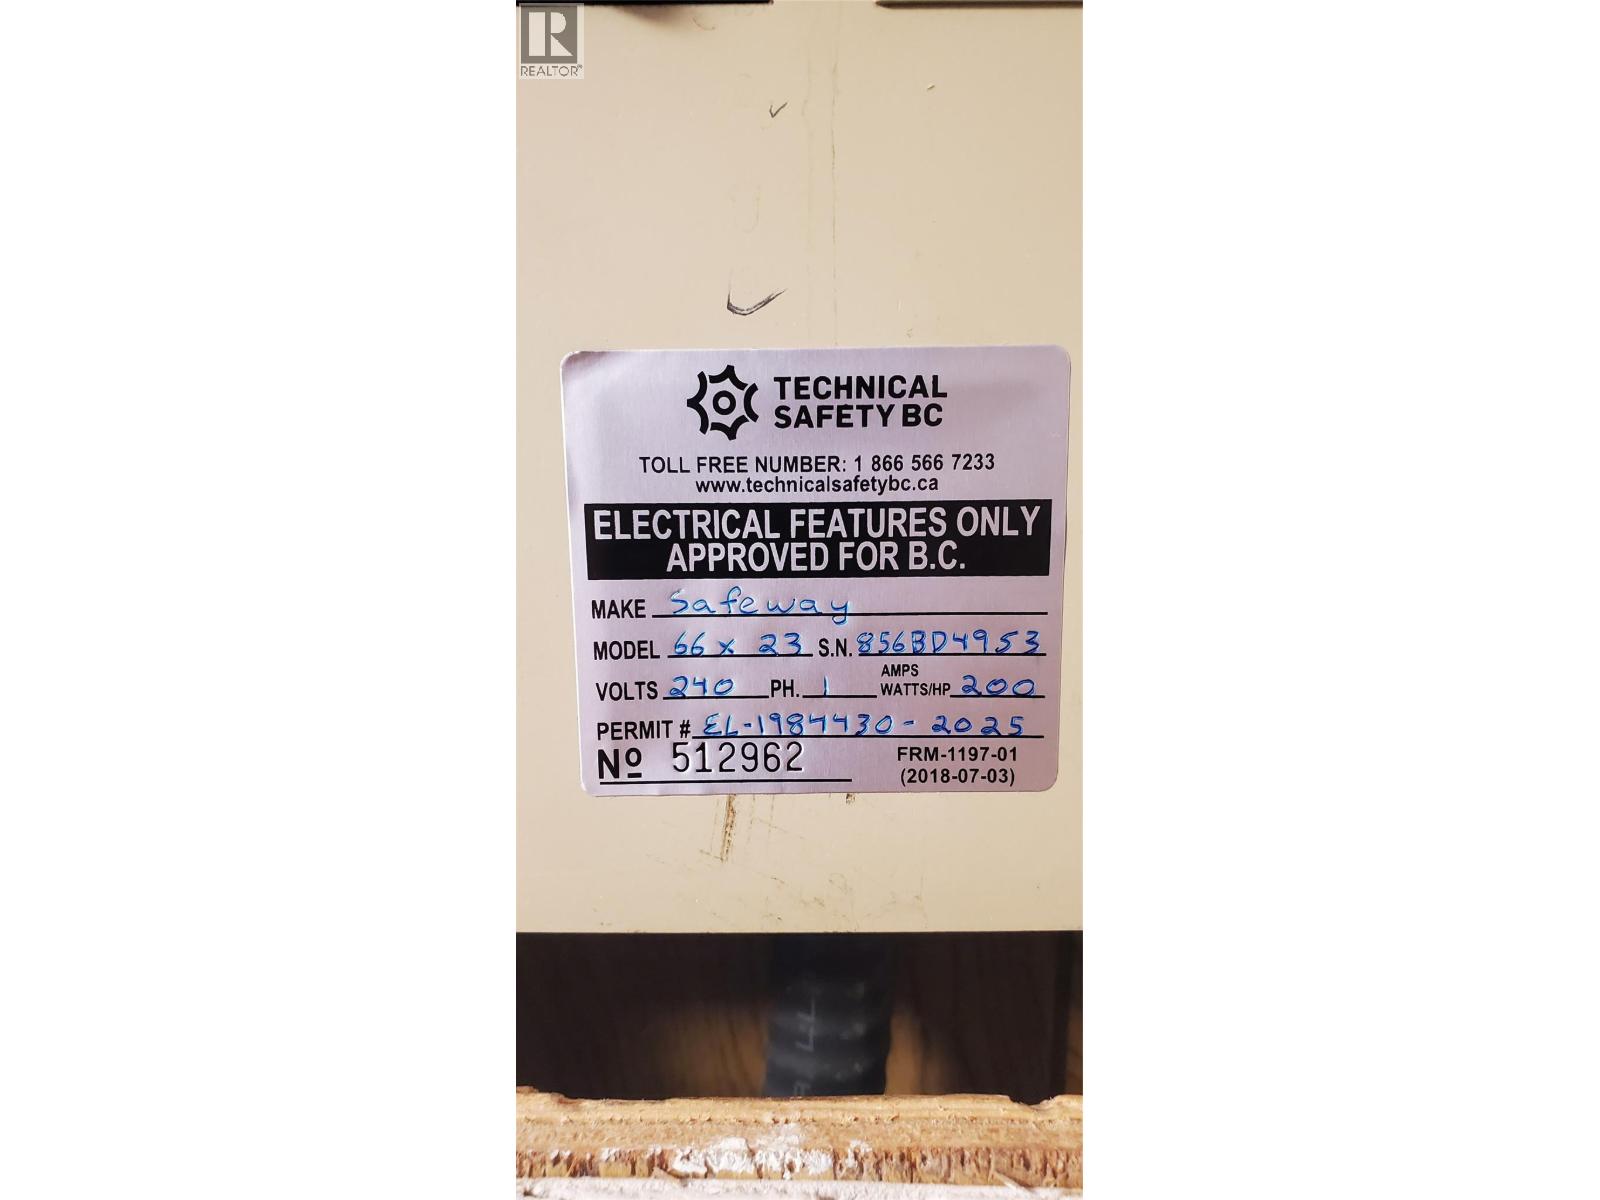 REALTOR®
TECHNICAL
SAFETY BC
TOLL FREE NUMBER: 1 866 566 7233
www.technicalsafetybc.ca
ELECTRICAL FEATURES ONLY
APPROVED FOR B.C.
MAKE Safeway
MODEL 66 x 23 S.N. 856BD4953
AMPS
VOLTS 240 PH. 1 WATTS/HP 200
PERMIT # EL-1984430-2025
Nº 512962 FRM-1197-01
(2018-07-03)